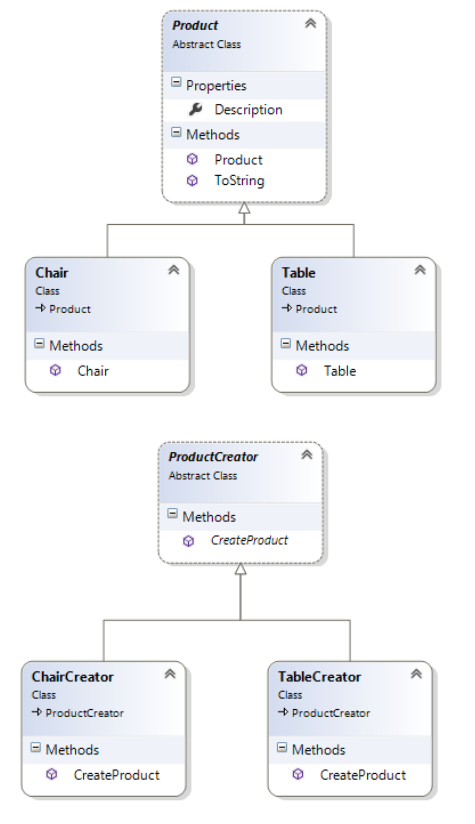 Product
Abstract Class
Properties
Description
Methods
Product
ToString
Chair
Class
Product
Methods
Chair
Table
Class
Product
Methods
Table
ProductCreator
Abstract Class
Methods
CreateProduct
ChairCreator
Class
ProductCreator
Methods
CreateProduct
TableCreator
Class
ProductCreator
Methods
CreateProduct